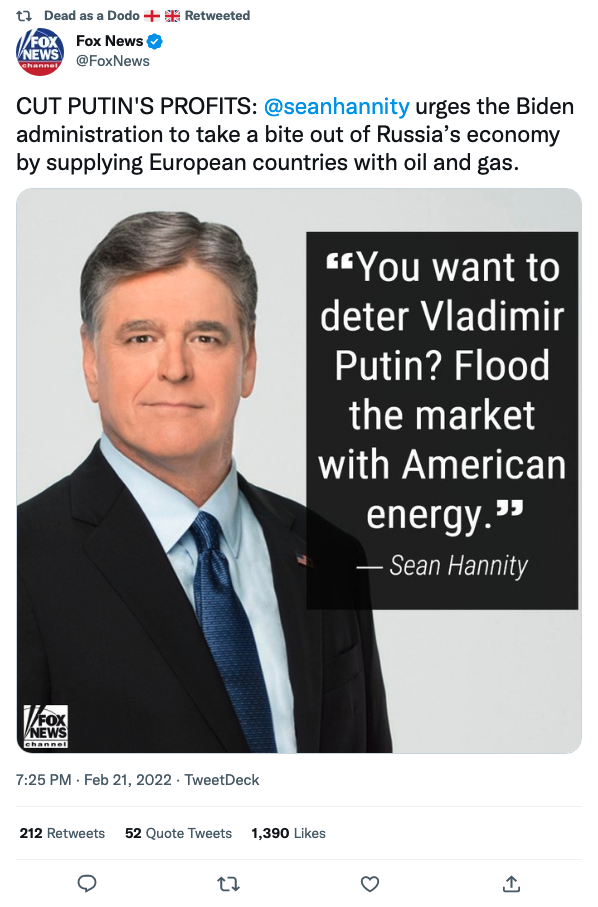 Dead as a Dodo 🏴󠁧󠁢󠁥󠁮󠁧󠁿 🇬🇧 Retweeted
Fox News
@FoxNews
CUT PUTIN'S PROFITS: @seanhannity urges the Biden
administration to take a bite out of Russia’s economy
by supplying European countries with oil and gas.
“You want to
deter Vladimir
Putin? Flood
the market
with American
energy.”
— Sean Hannity
FOX
NEWS
channel
FOX
NEWS
channel
7:25 PM · Feb 21, 2022 · TweetDeck
212 Retweets 52 Quote Tweets 1,390 Likes